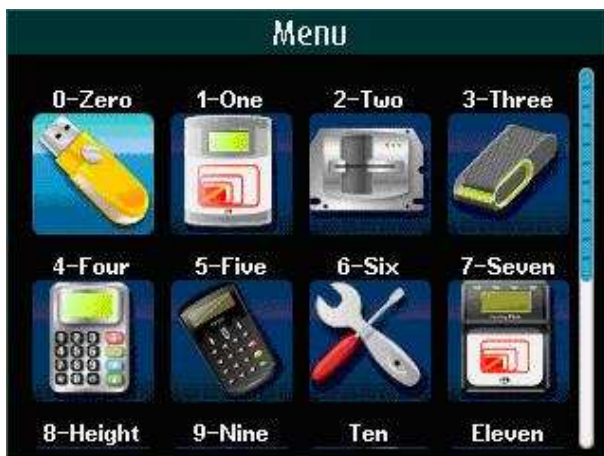 Menu
0-Zero 1-One 2-Two 3-Three
4-Four 5-Five 6-Six 7-Seven
8-Height 9-Nine Ten Eleven